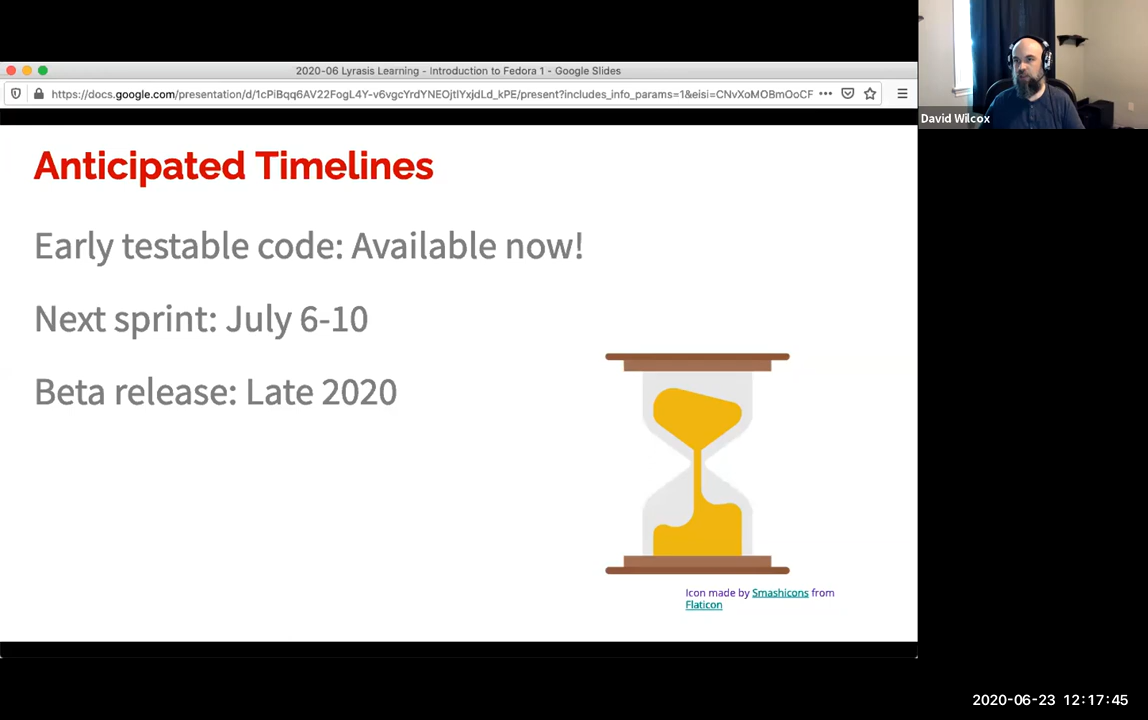 2020-06 Lyrasis Learning - Introduction to Fedora 1 - Google Slides
https://docs.google.com/presentation/d/1cPiBqq6AV22FogL4Y-v6vgcYrdYNEOjtlYxjdLd_kPE/present?includes_info_params=1&eisi=CNvXoMOBmOoCF
David Wilcox
Anticipated Timelines
Early testable code: Available now!
Next sprint: July 6-10
Beta release: Late 2020
Icon made by Smashicons from
Flaticon
2020-06-23 12:17:45